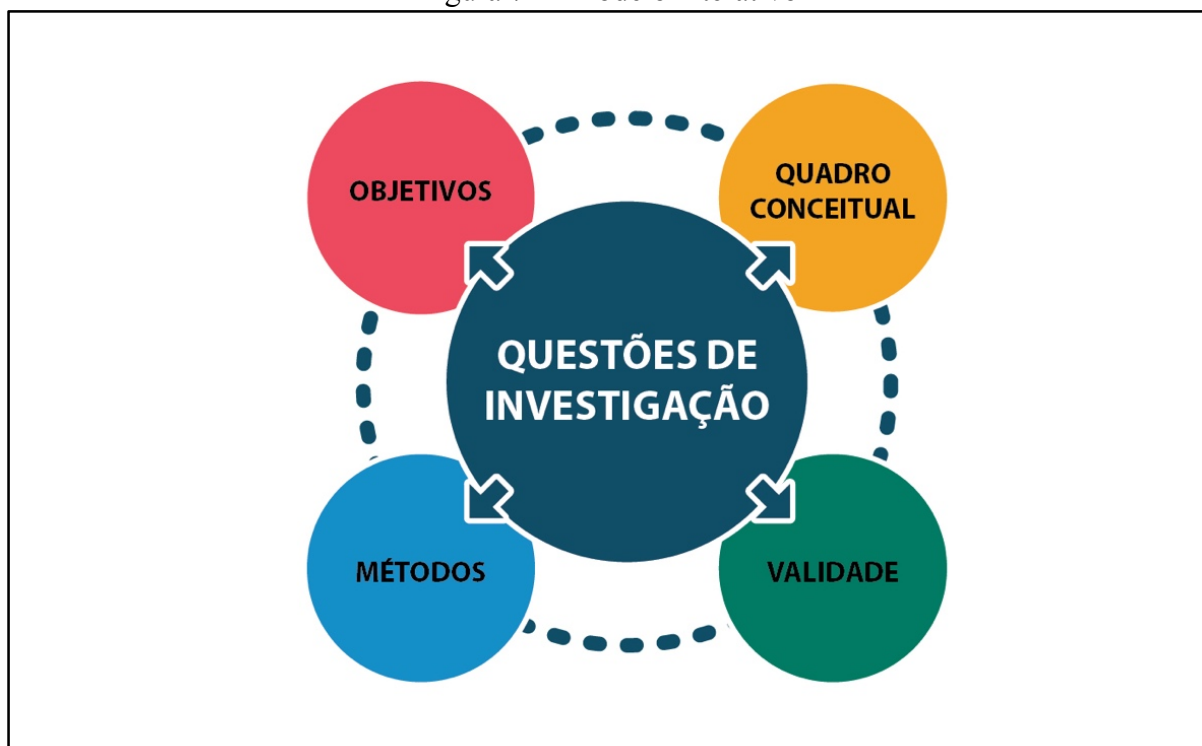 OBJETIVOS
QUADRO
CONCEITUAL
QUESTÕES DE
INVESTIGAÇÃO
MÉTODOS
VALIDADE